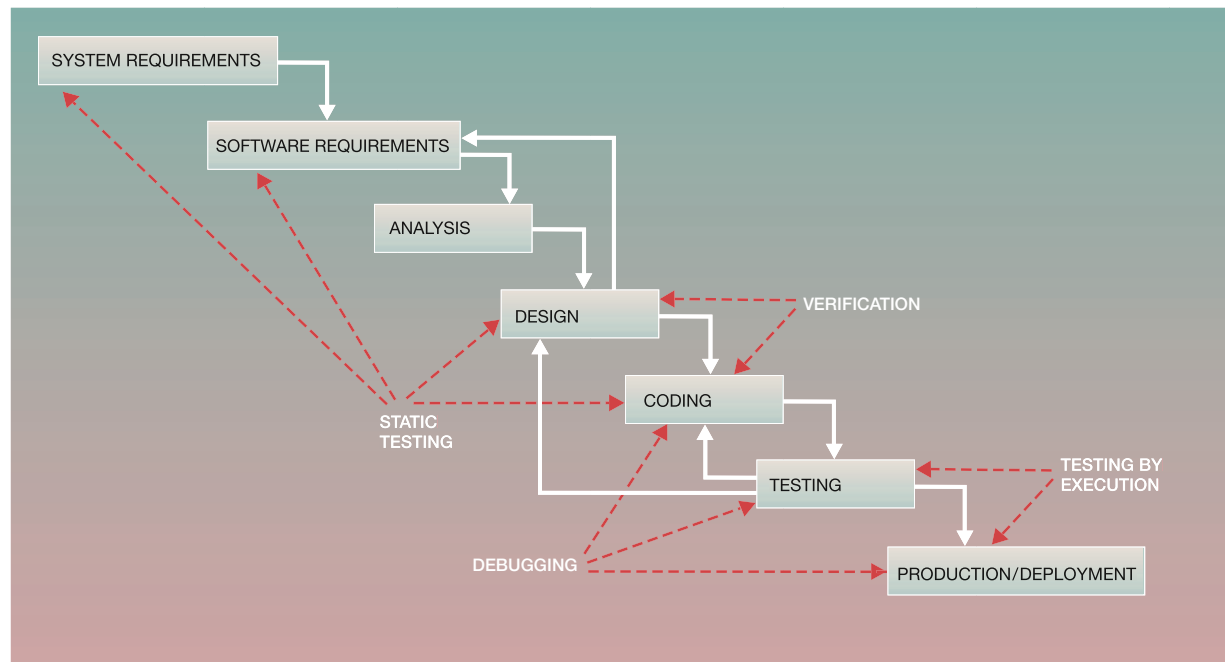 SYSTEM REQUIREMENTS
SOFTWARE REQUIREMENTS
ANALYSIS
DESIGN
VERIFICATION
CODING
STATIC
TESTING
TESTING BY
EXECUTION
TESTING
DEBUGGING
PRODUCTION/DEPLOYMENT